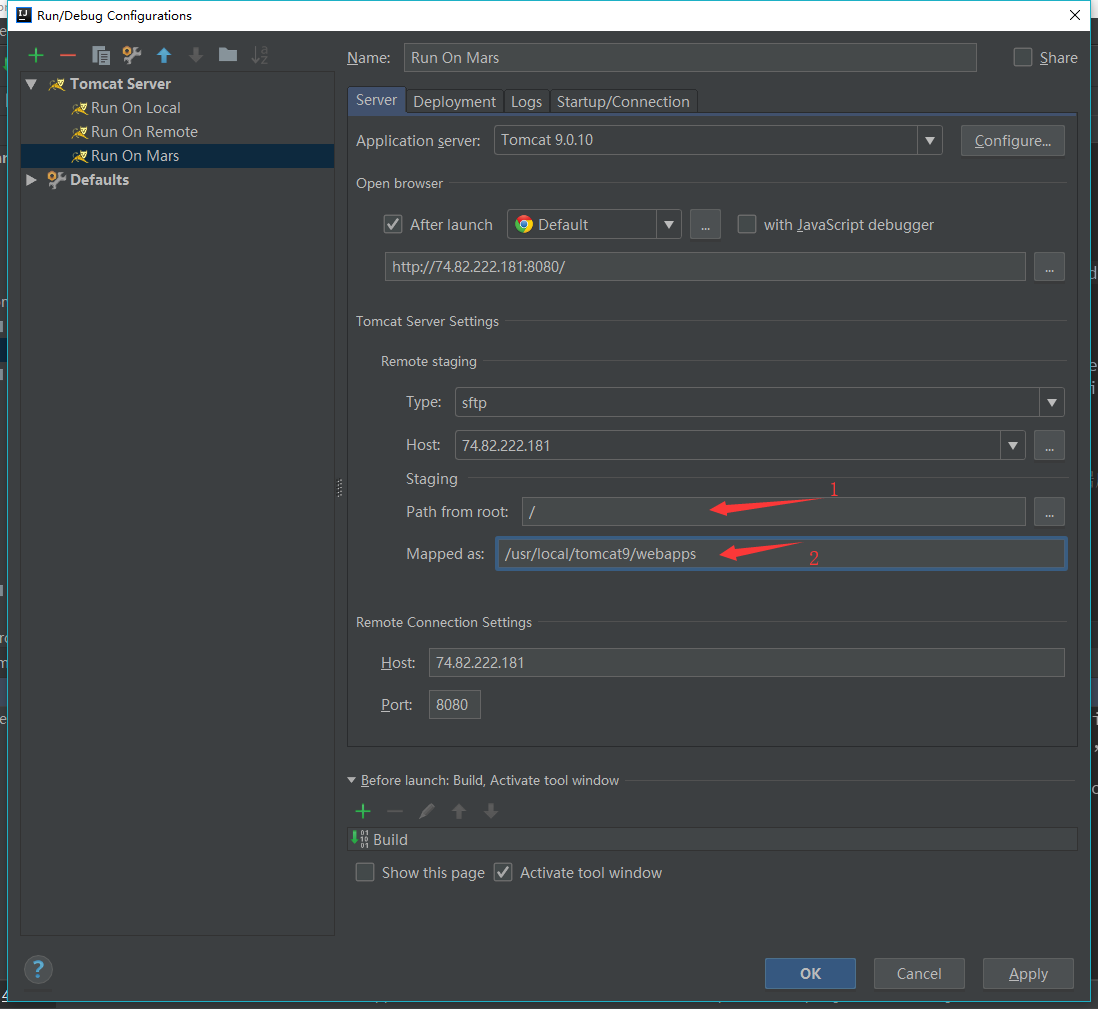 Run/Debug Configurations
Name: Run On Mars Share
Tomcat Server
Run On Local
Run On Remote
Run On Mars
Defaults
Server Deployment Logs Startup/Connection
Application server: Tomcat 9.0.10 Configure...
Open browser
After launch Default ... with JavaScript debugger
http://74.82.222.181:8080/ ...
Tomcat Server Settings
Remote staging
Type: sftp
Host: 74.82.222.181 ...
Staging
1
Path from root: / ...
Mapped as: /usr/local/tomcat9/webapps
2
Remote Connection Settings
Host: 74.82.222.181
Port: 8080
Before launch: Build, Activate tool window
Build
Show this page Activate tool window
? OK Cancel Apply